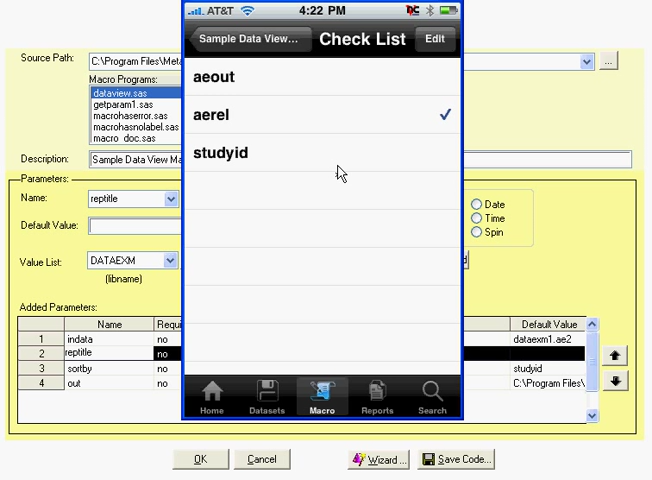 AT&T 4:22 PM
Sample Data View... Check List Edit
aeout
aerel
studyid
Home Datasets Macro Reports Search
Source Path: C:\Program Files\Meta ...
Macro Programs:
dataview.sas
getparam1.sas
macrohaserror.sas
macrohasnolabel.sas
macro_doc.sas
Description: Sample Data View Ma
Parameters:
Name: reptitle
Default Value:
Date
Time
Spin
Value List: DATAEXM
(libname)
Added Parameters:
Name Requi Default Value
1 indata no dataexm1.ae2
2 reptitle no
3 sortby no studyid
4 out no C:\Program Files\
OK Cancel Wizard ... Save Code...